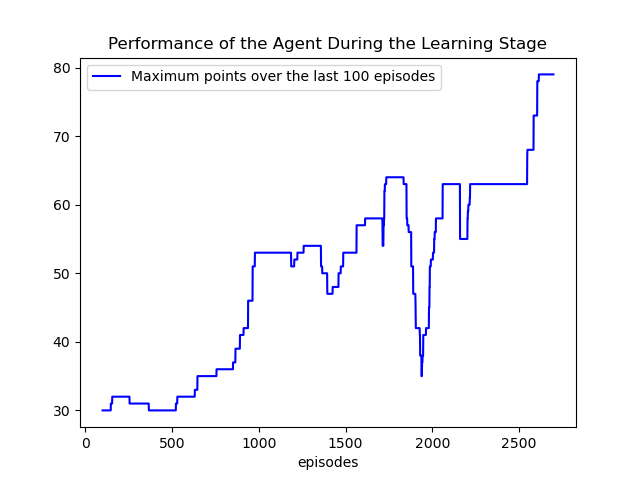 Performance of the Agent During the Learning Stage
Maximum points over the last 100 episodes
80
70
60
50
40
30
0 500 1000 1500 2000 2500
episodes